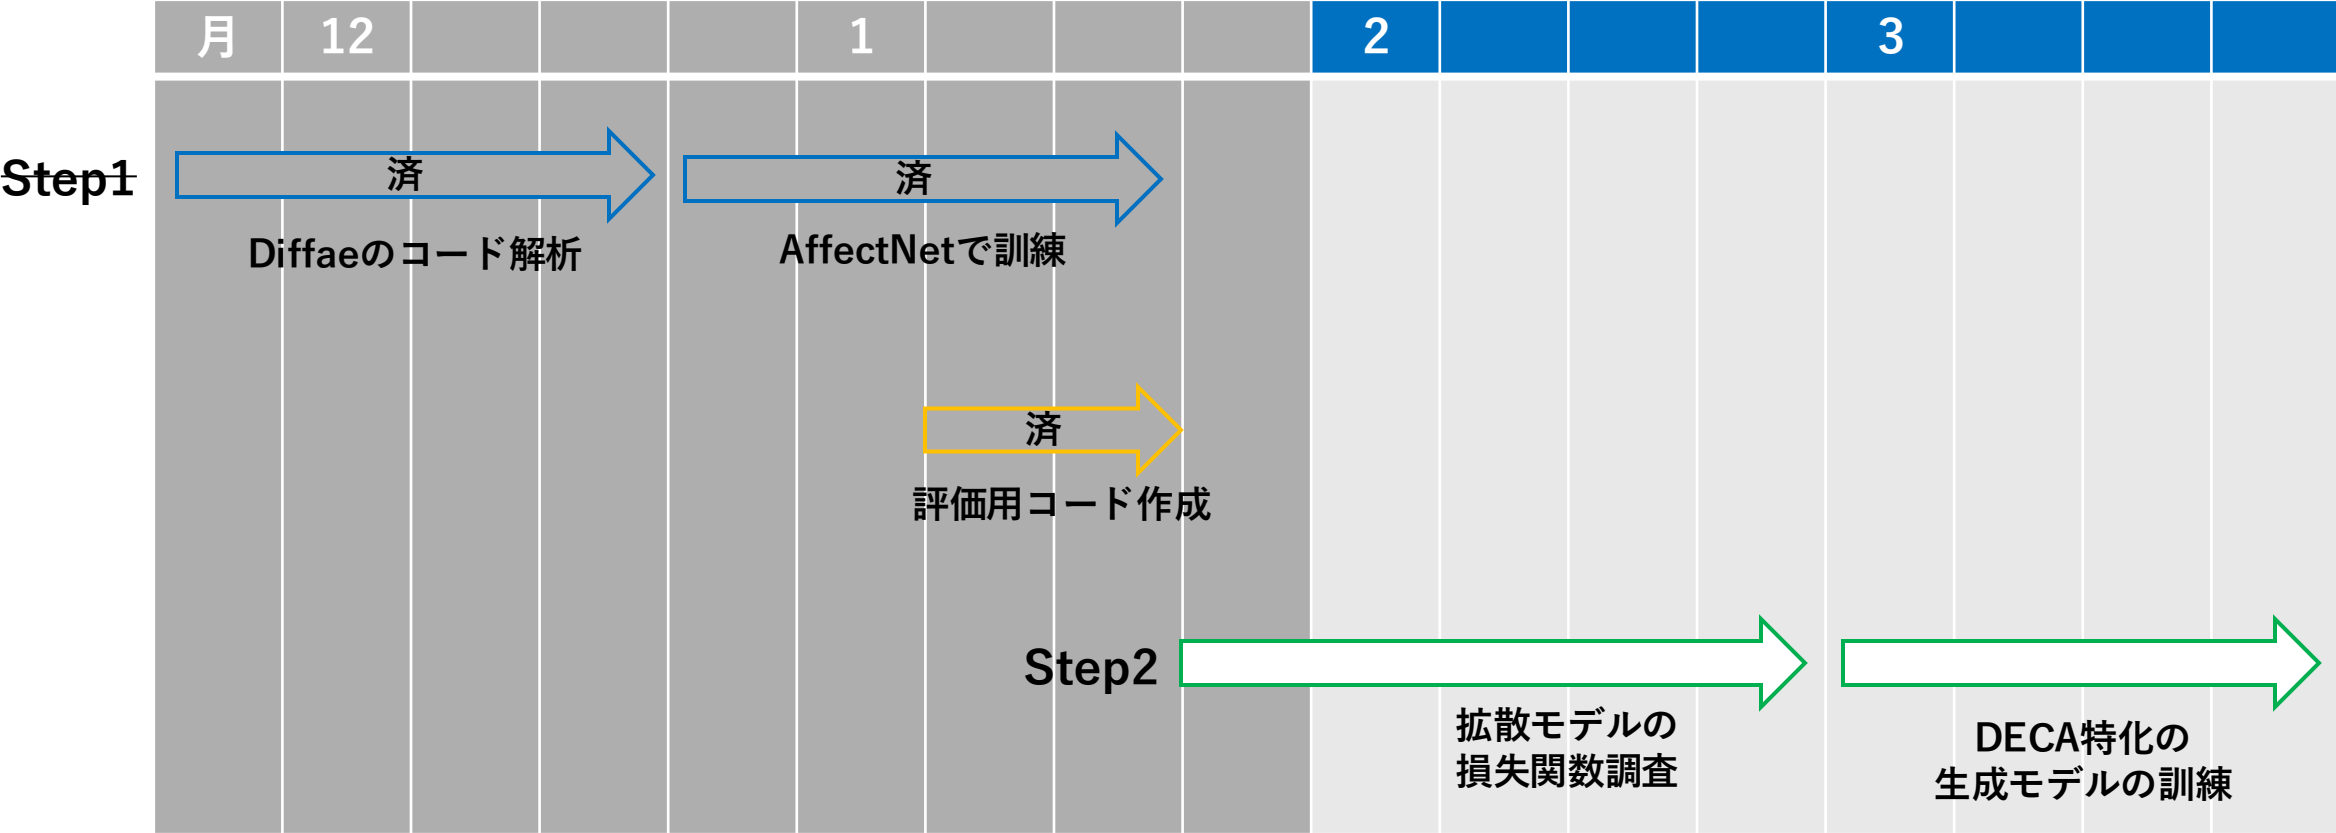 月 12 1 2 3
Step1
済 済
Diffaeのコード解析
AffectNetで訓練
済
評価用コード作成
Step2
拡散モデルの
損失関数調査
DECA特化の
生成モデルの訓練